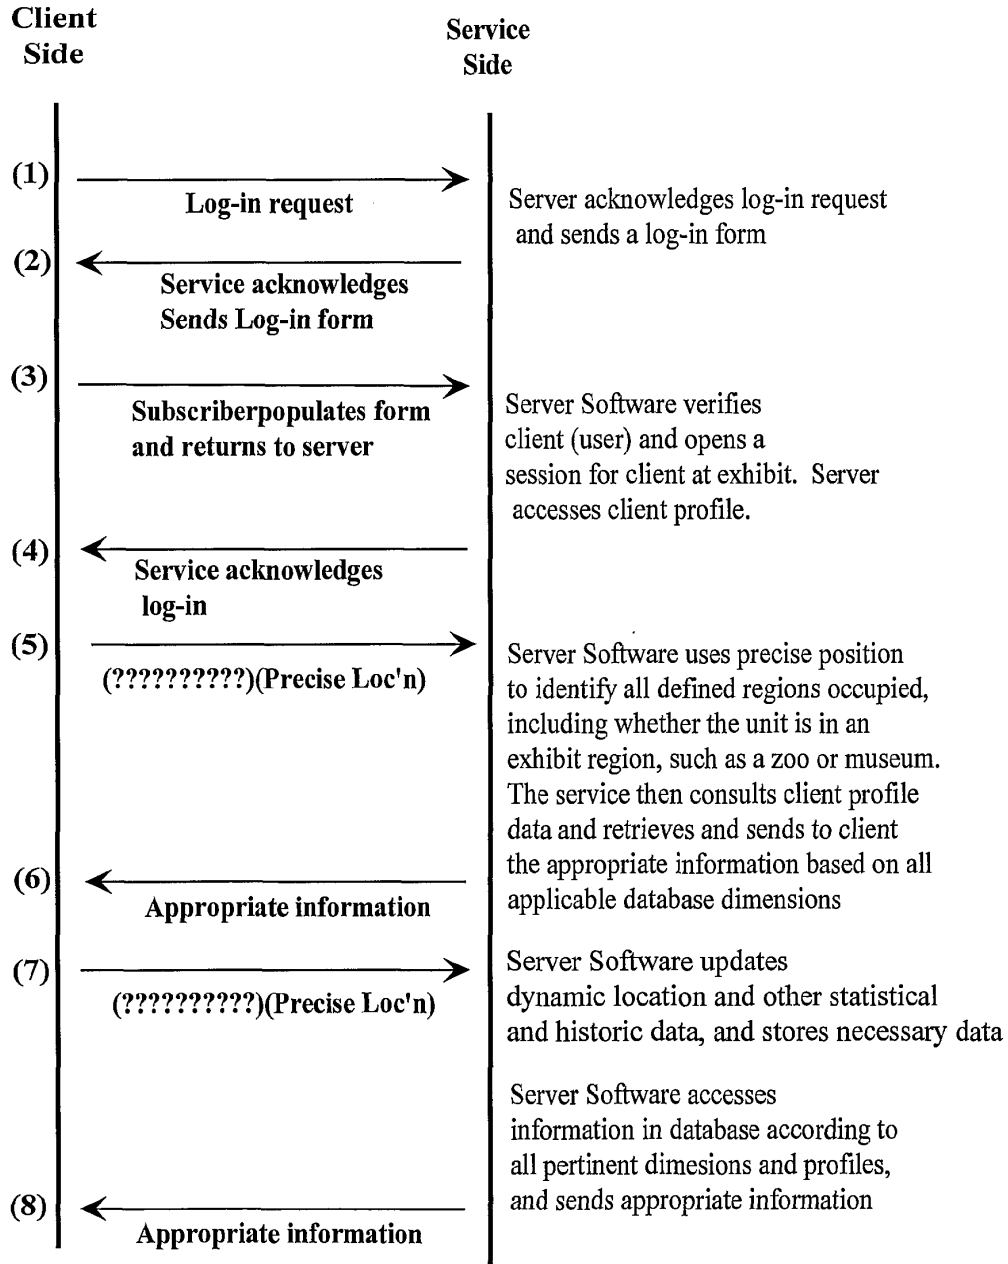 Client
Side
Service
Side
(1)
Log-in request
Server acknowledges log-in request
and sends a log-in form
(2)
Service acknowledges
Sends Log-in form
(3)
Subscriberpopulates form
and returns to server
Server Software verifies
client (user) and opens a
session for client at exhibit. Server
accesses client profile.
(4)
Service acknowledges
log-in
(5)
(??????????)(Precise Loc'n)
Server Software uses precise position
to identify all defined regions occupied,
including whether the unit is in an
exhibit region, such as a zoo or museum.
The service then consults client profile
data and retrieves and sends to client
the appropriate information based on all
applicable database dimensions
(6)
Appropriate information
(7)
(??????????)(Precise Loc'n)
Server Software updates
dynamic location and other statistical
and historic data, and stores necessary data
Server Software accesses
information in database according to
all pertinent dimesions and profiles,
and sends appropriate information
(8)
Appropriate information